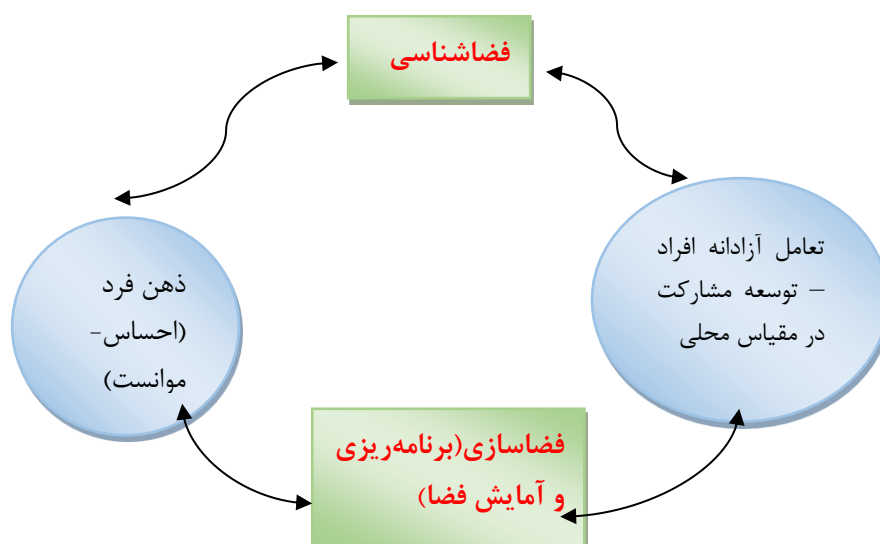 فضاشناسی
تعامل آزادانه افراد
– توسعه مشارکت
در مقیاس محلی
ذهن فرد
(احساس-
موانست)
فضاسازی(برنامه‌ریزی
و آمایش فضا)